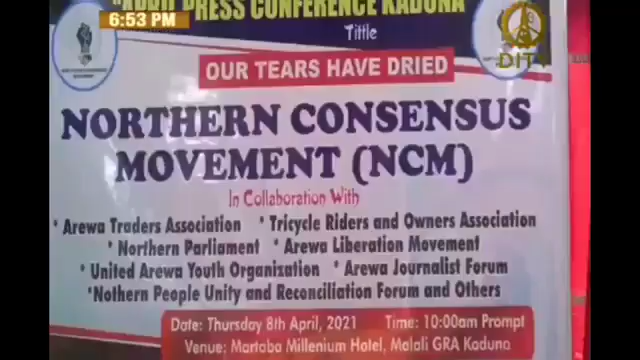 6:53 PM
PRESS CONFERENCE KADUNA
DITV
Tittle
OUR TEARS HAVE DRIED
NORTHERN CONSENSUS
MOVEMENT (NCM)
In Collaboration With
* Arewa Traders Association * Tricycle Riders and Owners Association
* Northern Parliament * Arewa Liberation Movement
* United Arewa Youth Organization * Arewa Journalist Forum
*Nothern People Unity and Reconciliation Forum and Others
Date: Thursday 8th April, 2021 Time: 10:00am Prompt
Venue: Martaba Millenium Hotel, Malali GRA Kaduna